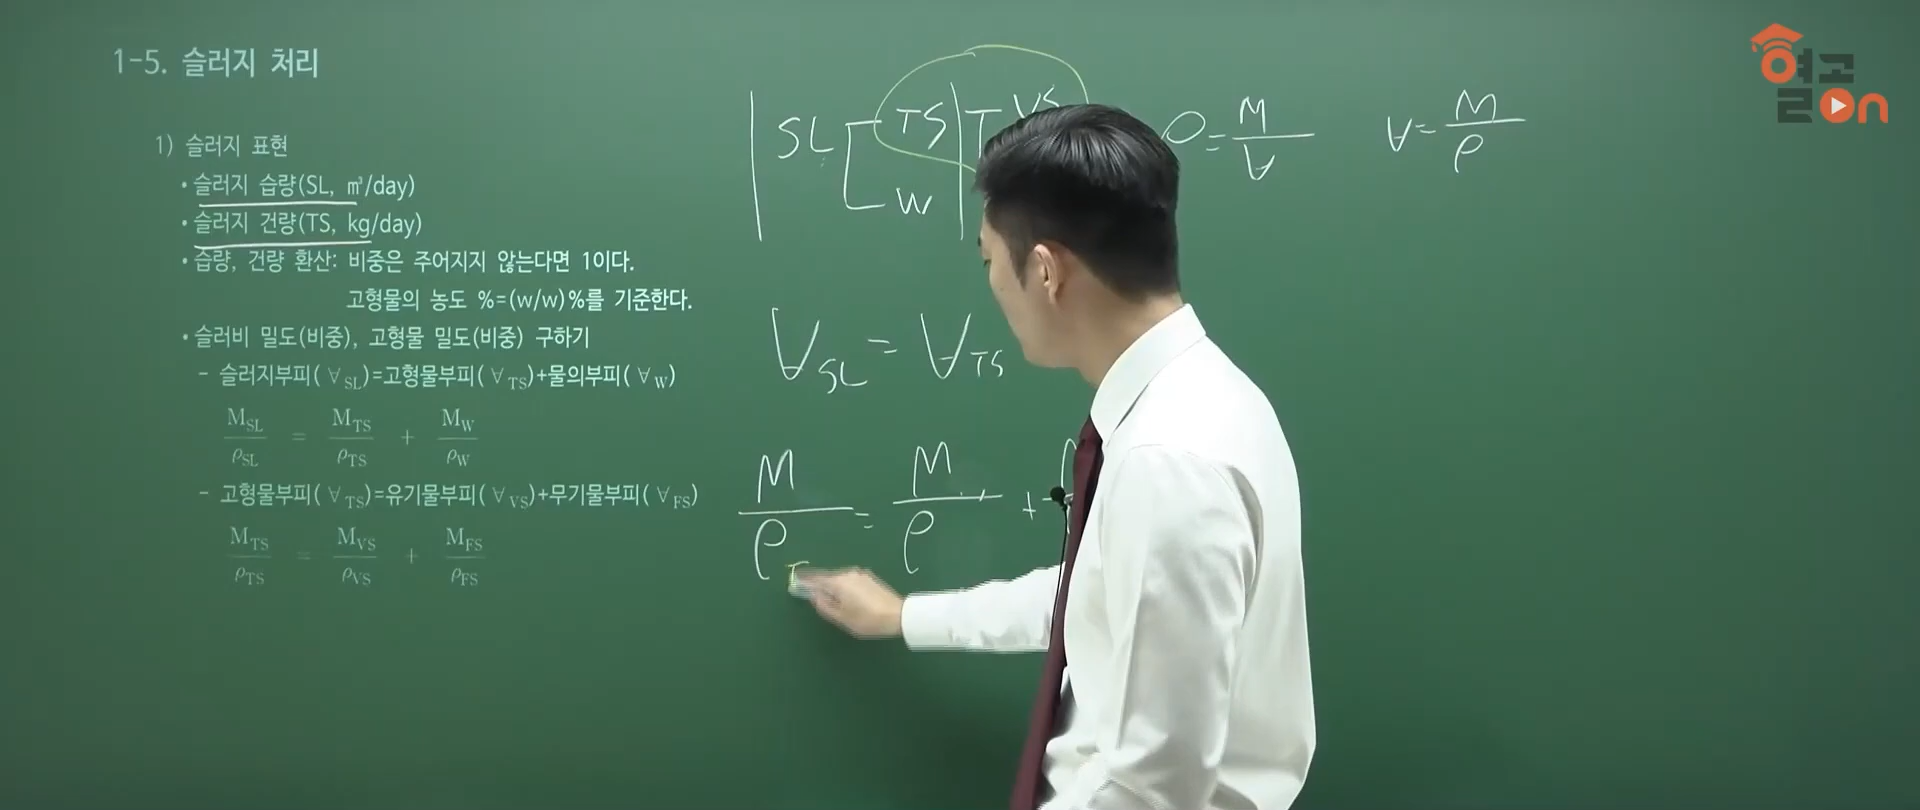 1-5. 슬러지 처리
1) 슬러지 표현
• 슬러지 습량(SL, ㎥/day)
• 슬러지 건량(TS, kg/day)
• 습량, 건량 환산: 비중은 주어지지 않는다면 1이다.
고형물의 농도 %=(w/w)%를 기준한다.
• 슬러비 밀도(비중), 고형물 밀도(비중) 구하기
- 슬러지부피(∀SL)=고형물부피(∀TS)+물의부피(∀W)
MSL/ρSL = MTS/ρTS + MW/ρW
- 고형물부피(∀TS)=유기물부피(∀VS)+무기물부피(∀FS)
MTS/ρTS = MVS/ρVS + MFS/ρFS
SL TS VS
W
ρ = M/∀
∀ = M/ρ
∀SL = ∀TS
M/ρ = M/ρ +
열공On